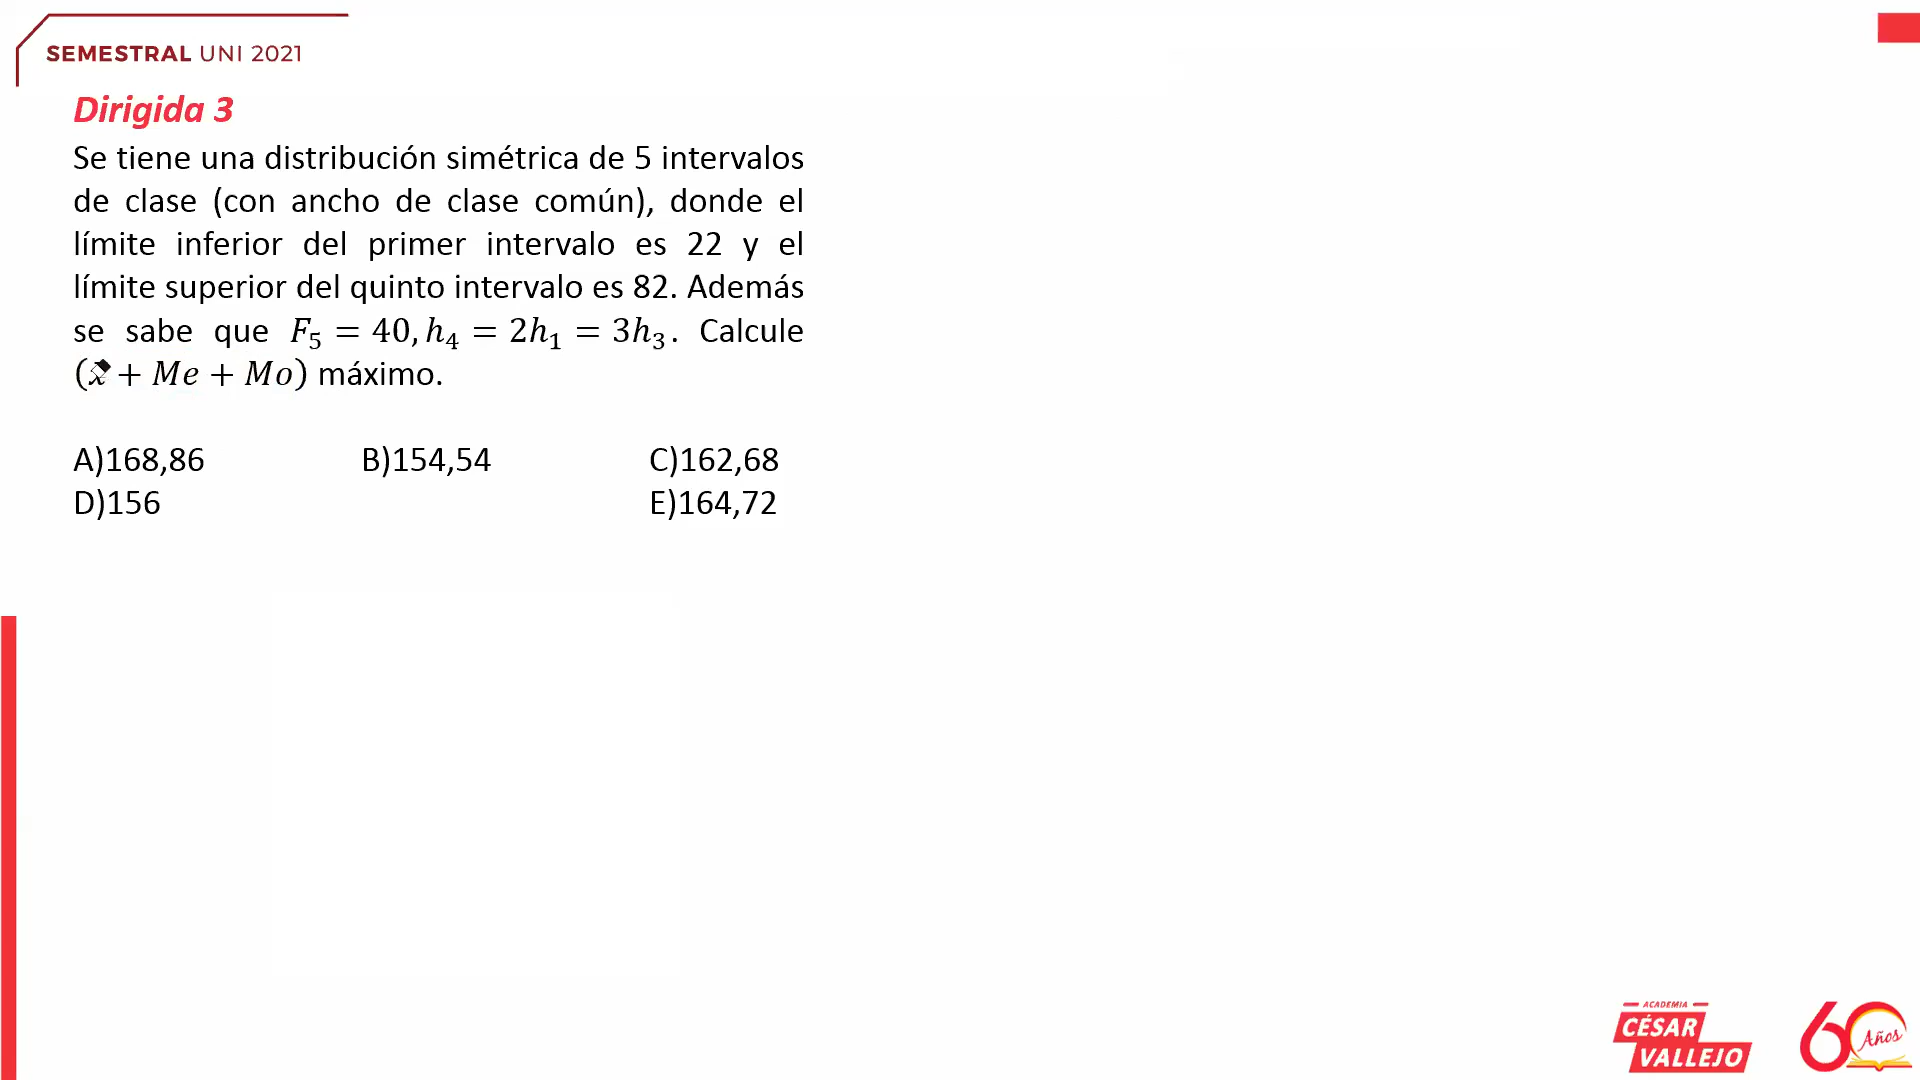 SEMESTRAL UNI 2021
Dirigida 3
Se tiene una distribución simétrica de 5 intervalos
de clase (con ancho de clase común), donde el
límite inferior del primer intervalo es 22 y el
límite superior del quinto intervalo es 82. Además
se sabe que F₅ = 40, h₄ = 2h₁ = 3h₃. Calcule
(x̄ + Me + Mo) máximo.
A)168,86 B)154,54 C)162,68
D)156 E)164,72
ACADEMIA
CÉSAR
VALLEJO
60 Años